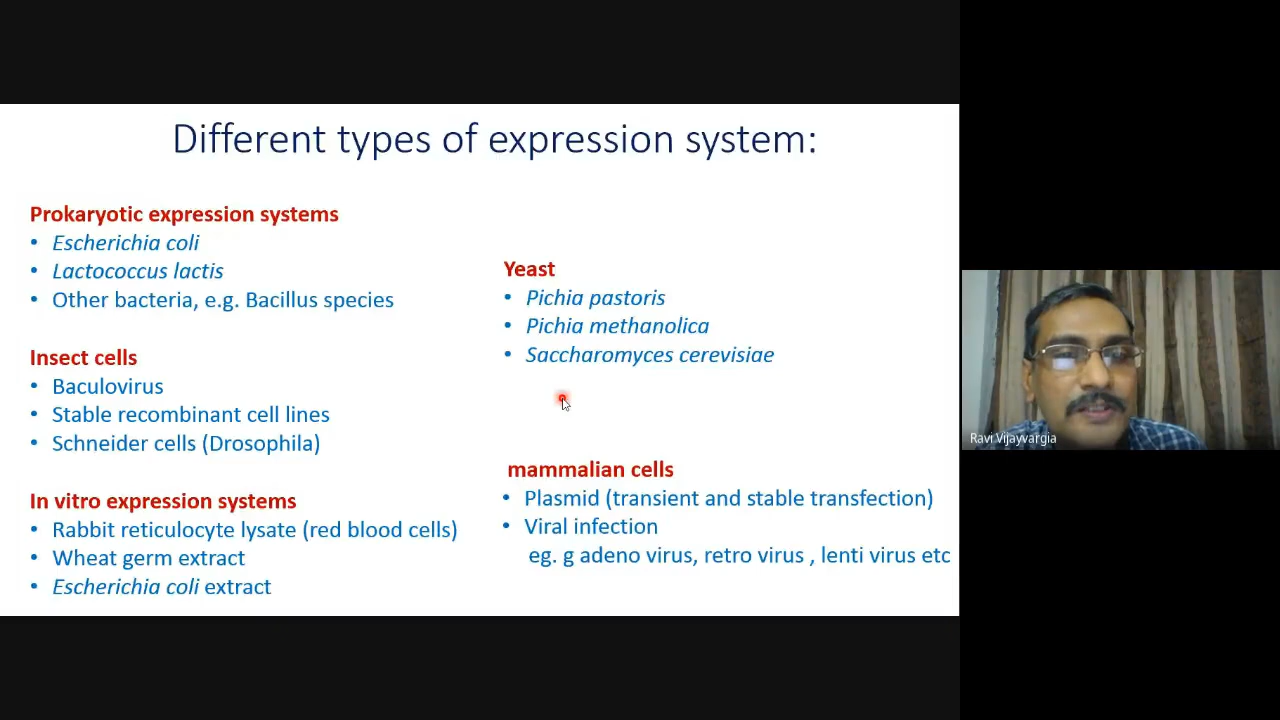 Different types of expression system:
Prokaryotic expression systems
• Escherichia coli
• Lactococcus lactis
• Other bacteria, e.g. Bacillus species
Insect cells
• Baculovirus
• Stable recombinant cell lines
• Schneider cells (Drosophila)
In vitro expression systems
• Rabbit reticulocyte lysate (red blood cells)
• Wheat germ extract
• Escherichia coli extract
Yeast
• Pichia pastoris
• Pichia methanolica
• Saccharomyces cerevisiae
mammalian cells
• Plasmid (transient and stable transfection)
• Viral infection
eg. g adeno virus, retro virus , lenti virus etc
Ravi Vijayvargia